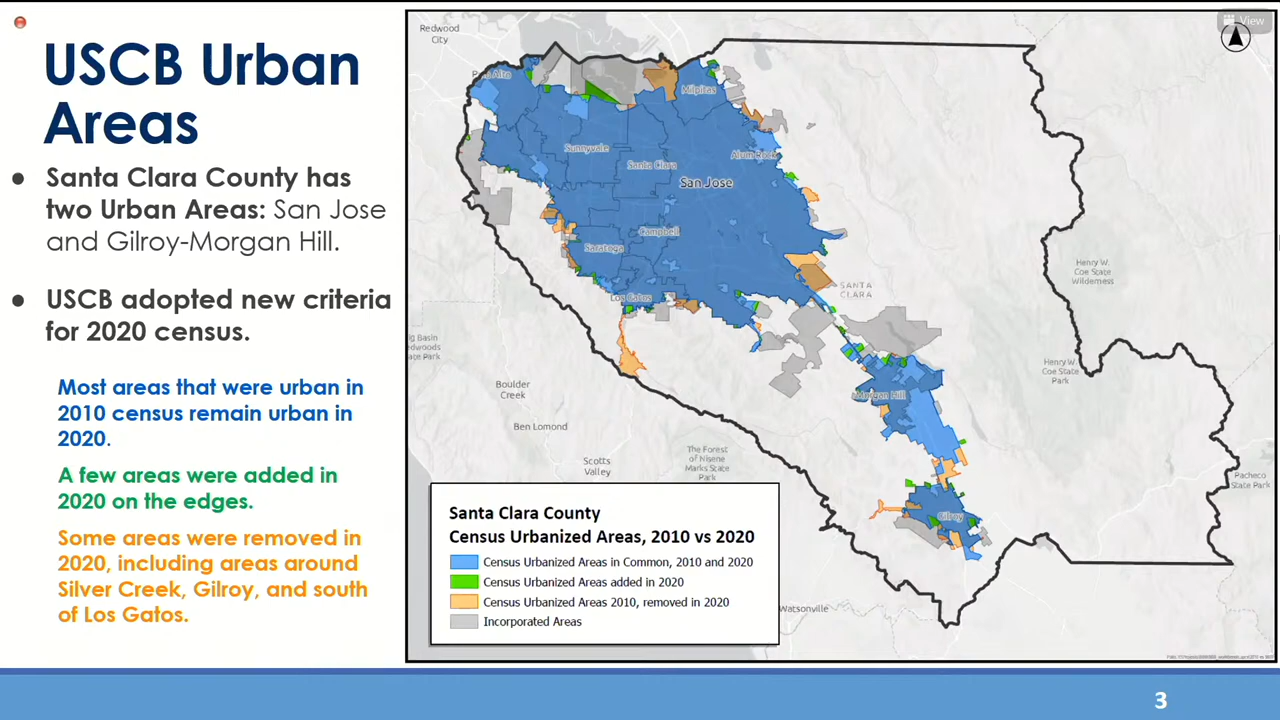 USCB Urban
Areas
● Santa Clara County has
two Urban Areas: San Jose
and Gilroy-Morgan Hill.
● USCB adopted new criteria
for 2020 census.
Most areas that were urban in
2010 census remain urban in
2020.
A few areas were added in
2020 on the edges.
Some areas were removed in
2020, including areas around
Silver Creek, Gilroy, and south
of Los Gatos.
View
Redwood
City
Palo Alto
Milpitas
Sunnyvale
Santa Clara
Alum Rock
San Jose
Campbell
Saratoga
Los Gatos
SANTA
CLARA
Henry W.
Coe State
Wilderness
Big Basin
Redwoods
State Park
Henry W.
Coe State
Park
Boulder
Creek
Morgan Hill
Ben Lomond
Scotts
Valley
The Forest
of Nisene
Marks State
Park
Pacheco
State Park
Gilroy
Watsonville
Santa Clara County
Census Urbanized Areas, 2010 vs 2020
Census Urbanized Areas in Common, 2010 and 2020
Census Urbanized Areas added in 2020
Census Urbanized Areas 2010, removed in 2020
Incorporated Areas
3